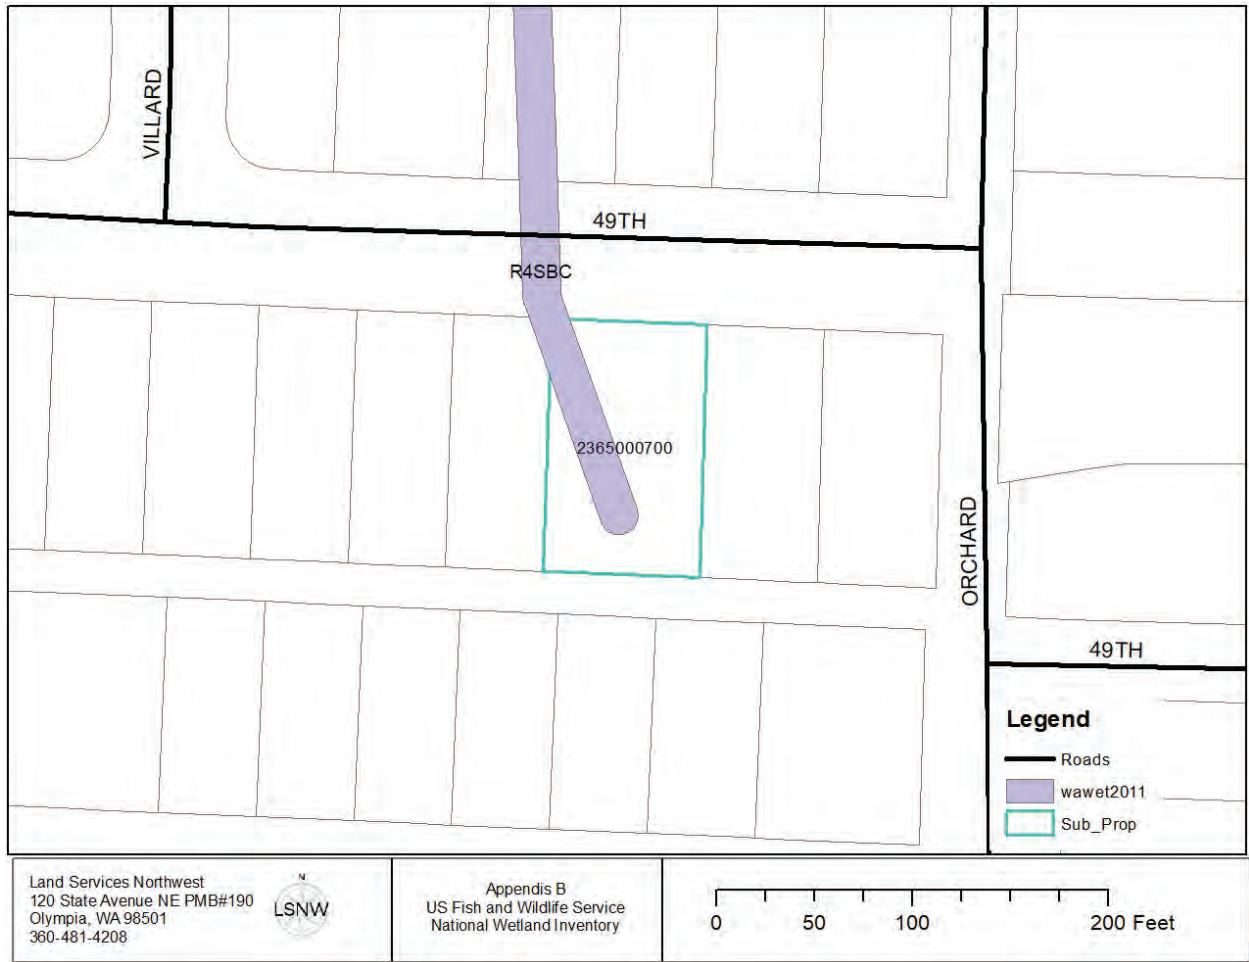 VILLARD
49TH
R4SBC
2365000700
ORCHARD
49TH
Legend
Roads
wawet2011
Sub_Prop
Land Services Northwest
120 State Avenue NE PMB#190
Olympia, WA 98501
360-481-4208
N
LSNW
Appendis B
US Fish and Wildlife Service
National Wetland Inventory
0 50 100 200 Feet